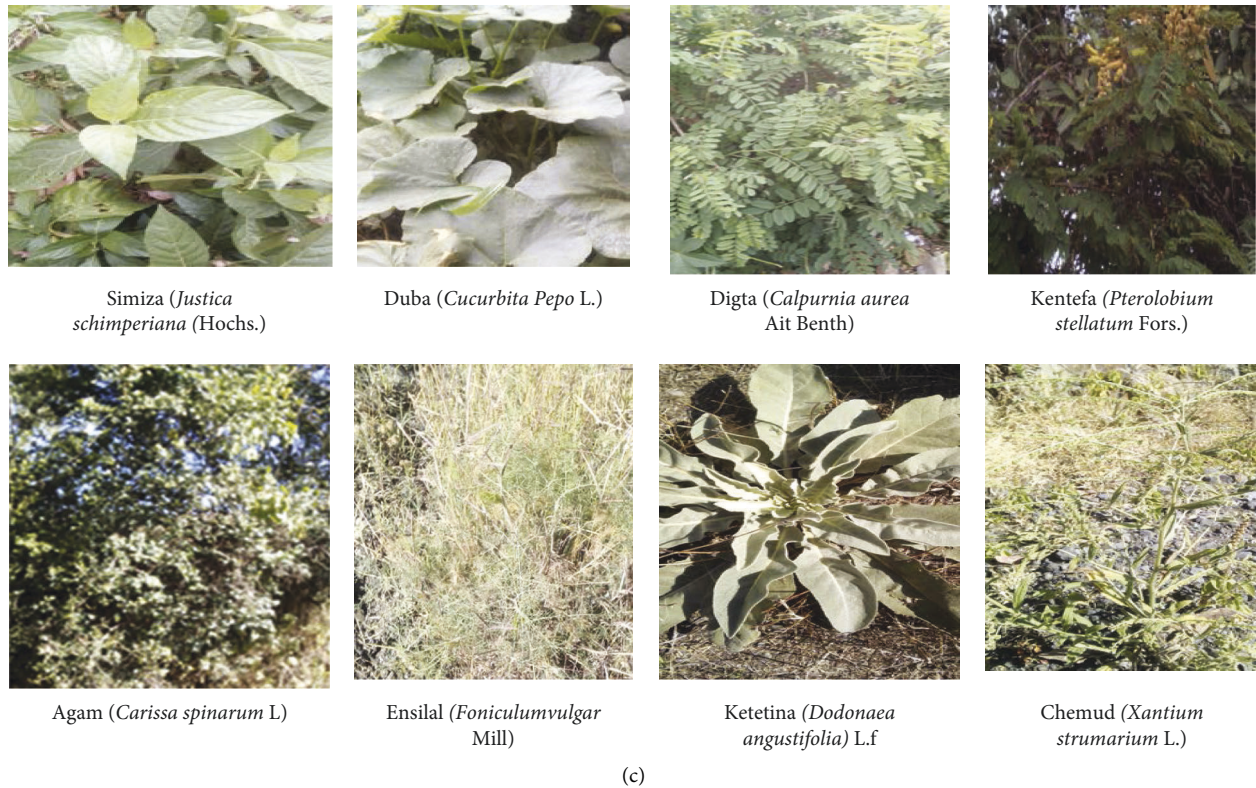 Simiza (Justica
schimperiana (Hochs.)
Duba (Cucurbita Pepo L.)
Digta (Calpurnia aurea
Ait Benth)
Kentefa (Pterolobium
stellatum Fors.)
Agam (Carissa spinarum L)
Ensilal (Foniculumvulgar
Mill)
Ketetina (Dodonaea
angustifolia) L.f
Chemud (Xantium
strumarium L.)
(c)